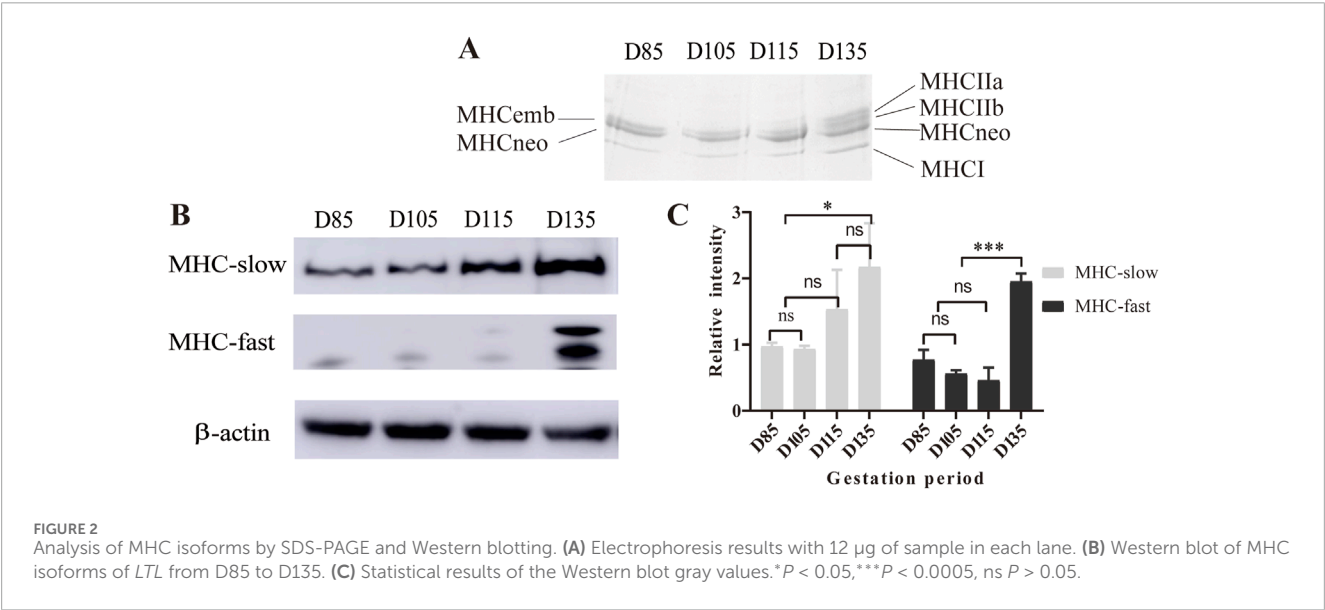 A
D85 D105 D115 D135
MHCemb
MHCneo
MHCIIa
MHCIIb
MHCneo
MHCI
B
D85 D105 D115 D135
MHC-slow
MHC-fast
β-actin
C
Relative intensity
3
2
1
0
*
ns
ns
ns
***
ns
ns
MHC-slow
MHC-fast
D85 D105 D115 D135 D85 D105 D115 D135
Gestation period
FIGURE 2
Analysis of MHC isoforms by SDS-PAGE and Western blotting. (A) Electrophoresis results with 12 µg of sample in each lane. (B) Western blot of MHC
isoforms of LTL from D85 to D135. (C) Statistical results of the Western blot gray values.*P < 0.05,***P < 0.0005, ns P > 0.05.